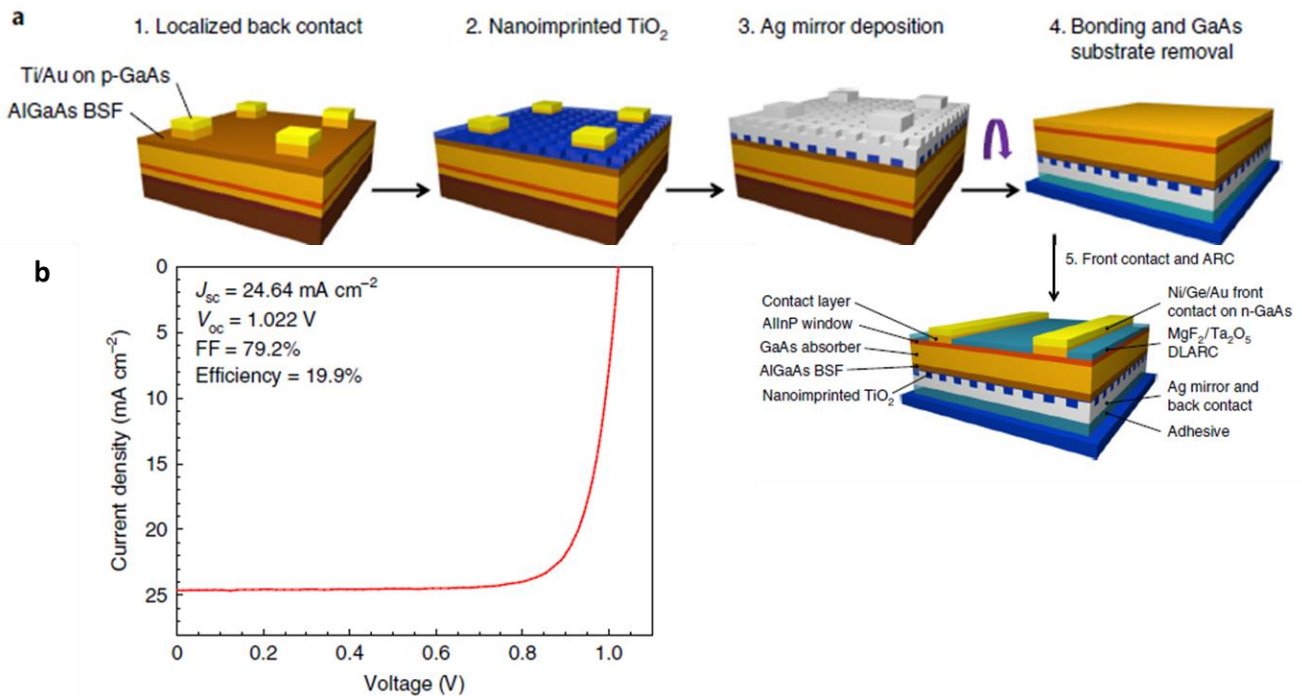 a
1. Localized back contact
2. Nanoimprinted TiO₂
3. Ag mirror deposition
4. Bonding and GaAs
substrate removal
Ti/Au on p-GaAs
AlGaAs BSF
5. Front contact and ARC
Contact layer
AlInP window
GaAs absorber
AlGaAs BSF
Nanoimprinted TiO₂
Ni/Ge/Au front
contact on n-GaAs
MgF₂/Ta₂O₅
DLARC
Ag mirror and
back contact
Adhesive
b
Jsc = 24.64 mA cm⁻²
Voc = 1.022 V
FF = 79.2%
Efficiency = 19.9%
Current density (mA cm⁻²)
0
5
10
15
20
25
0 0.2 0.4 0.6 0.8 1.0
Voltage (V)